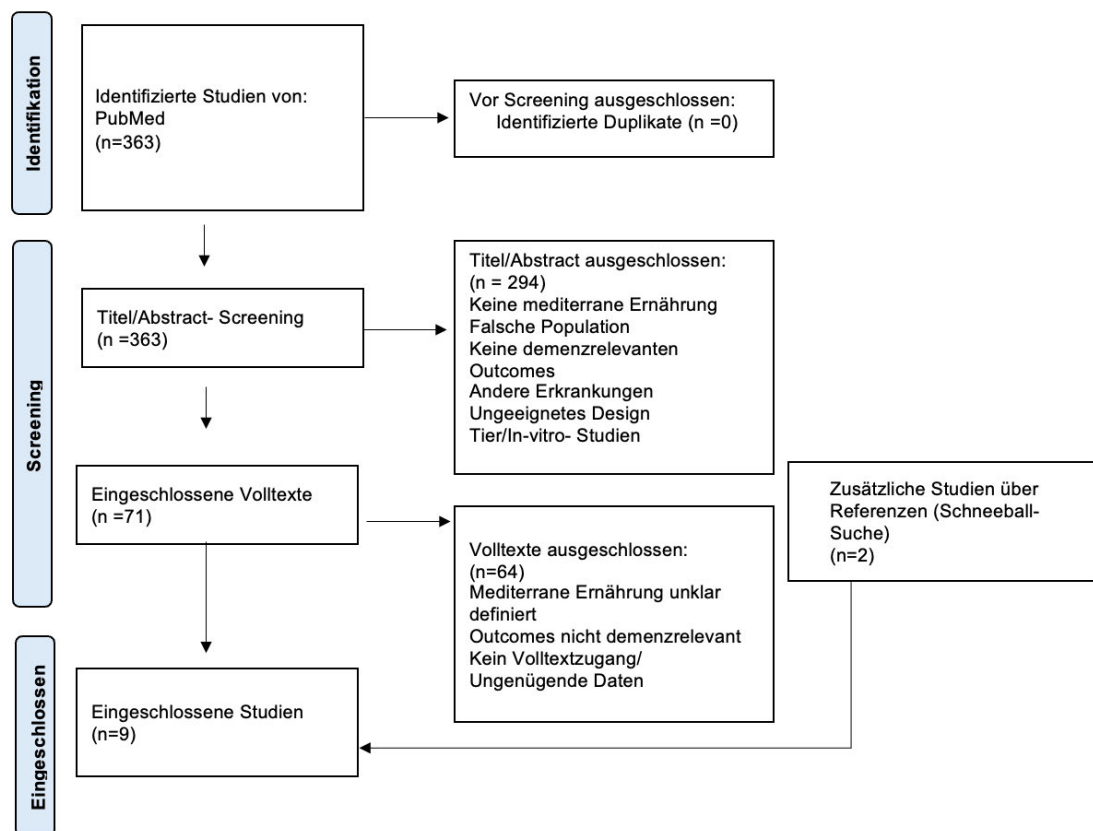 Identifikation
Identifizierte Studien von:
PubMed
(n=363)
Vor Screening ausgeschlossen:
Identifizierte Duplikate (n =0)
Screening
Titel/Abstract- Screening
(n =363)
Titel/Abstract ausgeschlossen:
(n = 294)
Keine mediterrane Ernährung
Falsche Population
Keine demenzrelevanten
Outcomes
Andere Erkrankungen
Ungeeignetes Design
Tier/In-vitro- Studien
Eingeschlossene Volltexte
(n =71)
Volltexte ausgeschlossen:
(n=64)
Mediterrane Ernährung unklar
definiert
Outcomes nicht demenzrelevant
Kein Volltextzugang/
Ungenügende Daten
Zusätzliche Studien über
Referenzen (Schneeball-
Suche)
(n=2)
Eingeschlossen
Eingeschlossene Studien
(n=9)